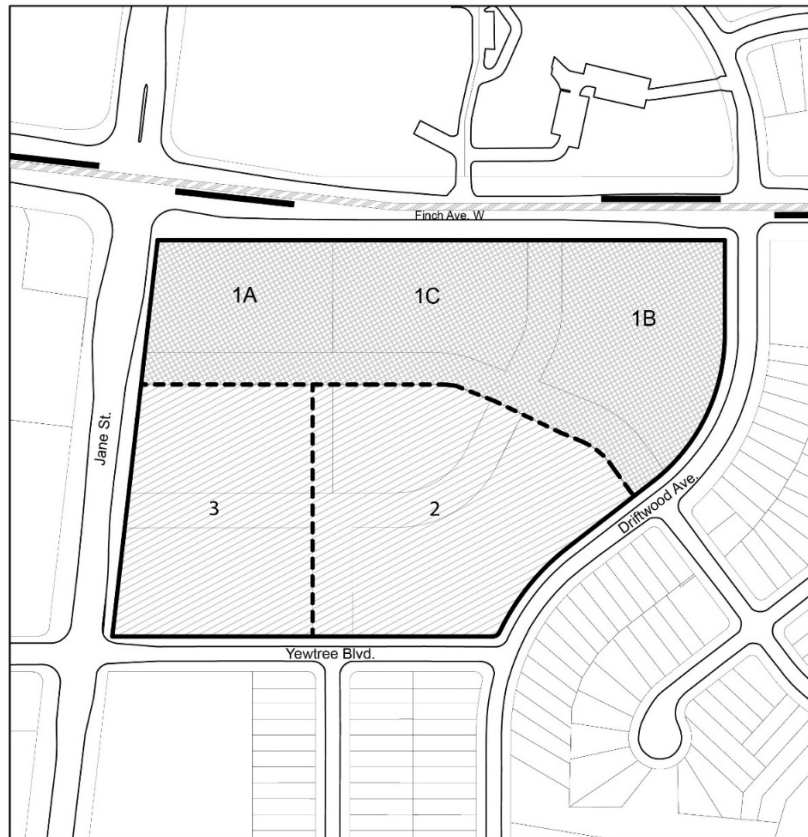 Finch Ave. W
1A
1C
1B
Jane St.
3
2
Driftwood Ave.
Yewtree Blvd.